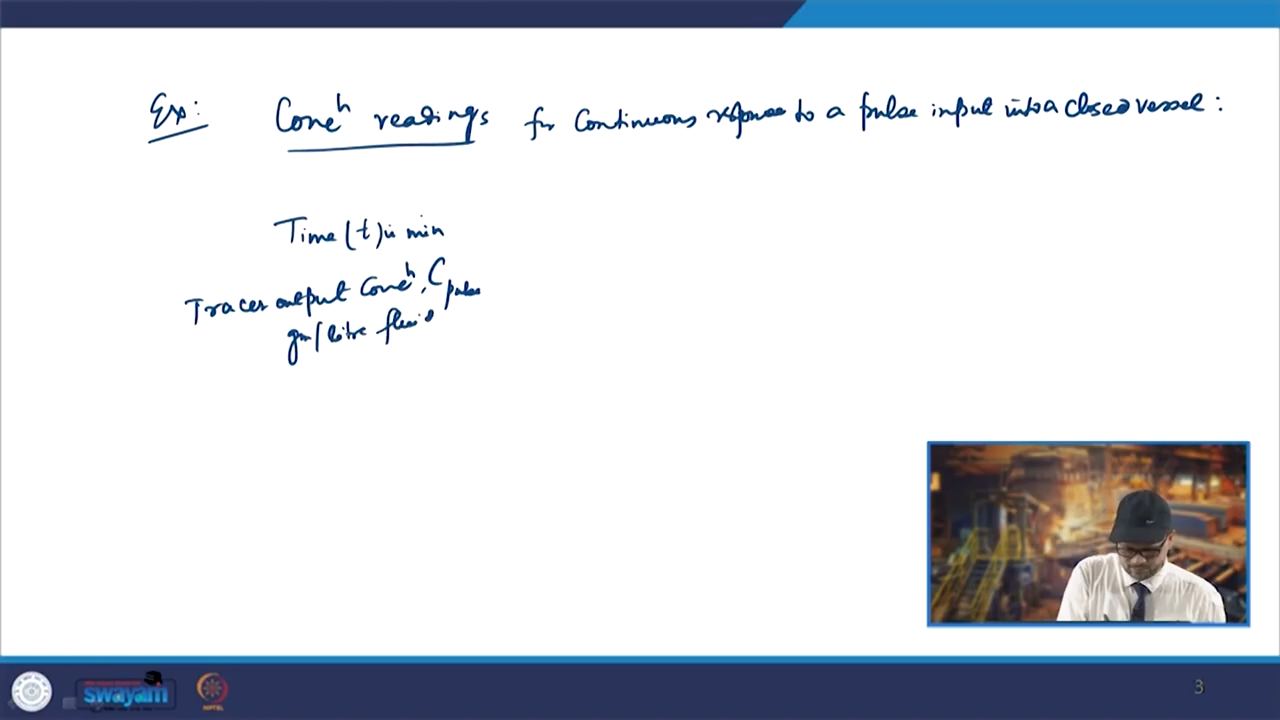 Ex: Concn readings for Continuous response to a pulse input into a closed vessel:
Time (t) in min
Tracer output Concn, Cpulse
gm/litre fluid
swayam
3